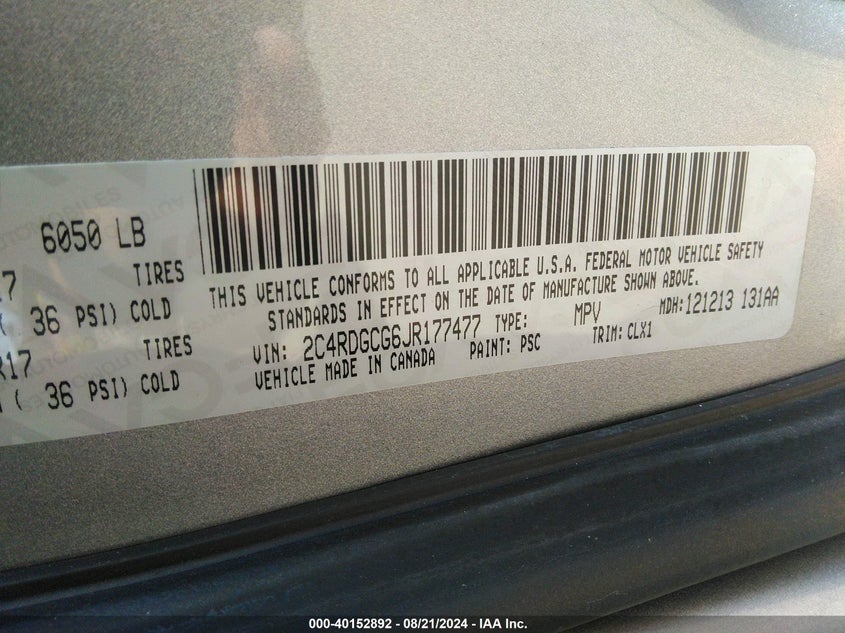 6050 LB
7 TIRES
( 36 PSI) COLD
R17 TIRES
( 36 PSI) COLD
THIS VEHICLE CONFORMS TO ALL APPLICABLE U.S.A. FEDERAL MOTOR VEHICLE SAFETY
STANDARDS IN EFFECT ON THE DATE OF MANUFACTURE SHOWN ABOVE.
VIN: 2C4RDGCG6JR177477 TYPE: MPV MDH:121213 131AA
VEHICLE MADE IN CANADA PAINT: PSC TRIM: CLX1
000-40152892 - 08/21/2024 - IAA Inc.